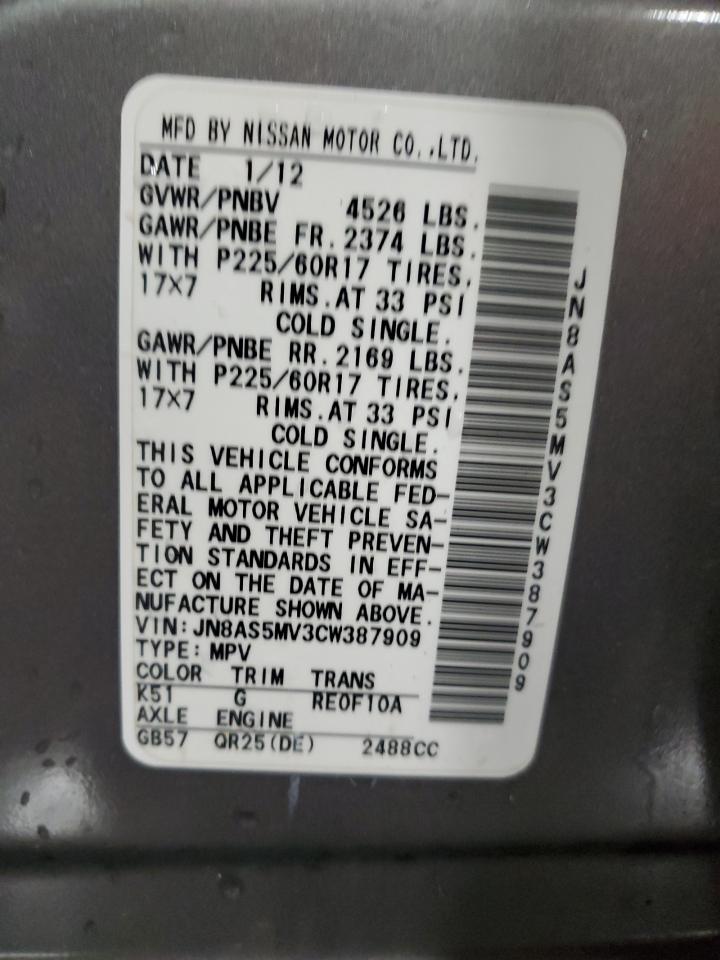 MFD BY NISSAN MOTOR CO.,LTD.
DATE 1/12
GVWR/PNBV 4526 LBS.
GAWR/PNBE FR. 2374 LBS.
WITH P225/60R17 TIRES.
17X7 RIMS.AT 33 PSI
COLD SINGLE.
GAWR/PNBE RR. 2169 LBS.
WITH P225/60R17 TIRES.
17X7 RIMS.AT 33 PSI
COLD SINGLE.
THIS VEHICLE CONFORMS
TO ALL APPLICABLE FED-
ERAL MOTOR VEHICLE SA-
FETY AND THEFT PREVEN-
TION STANDARDS IN EFF-
ECT ON THE DATE OF MA-
NUFACTURE SHOWN ABOVE.
VIN:JN8AS5MV3CW387909
TYPE:MPV
COLOR TRIM TRANS
K51 G RE0F10A
AXLE ENGINE
GB57 QR25(DE) 2488CC
JN8AS5MV3CW387909